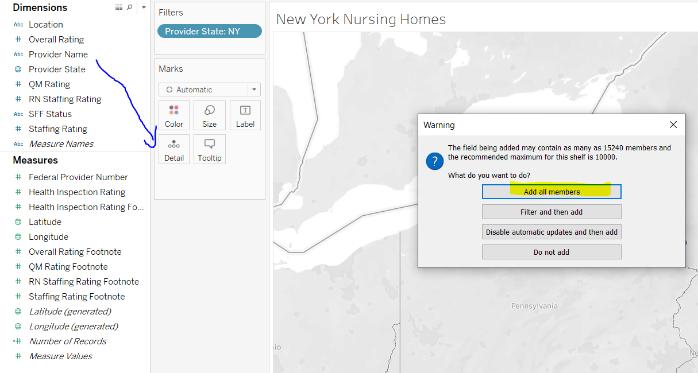 Dimensions
Abc Location
# Overall Rating
Abc Provider Name
Provider State
# QM Rating
# RN Staffing Rating
Abc SFF Status
# Staffing Rating
Abc Measure Names
Measures
# Federal Provider Number
# Health Inspection Rating
# Health Inspection Rating Fo...
Latitude
Longitude
# Overall Rating Footnote
# QM Rating Footnote
# RN Staffing Rating Footnote
# Staffing Rating Footnote
Latitude (generated)
Longitude (generated)
# Number of Records
# Measure Values
Filters
Provider State: NY
Marks
Automatic
Color
Size
Label
Detail
Tooltip
New York Nursing Homes
Warning
The field being added may contain as many as 15240 members and
the recommended maximum for this shelf is 10000.
What do you want to do?
Add all members
Filter and then add
Disable automatic updates and then add
Do not add
Pennsylvania